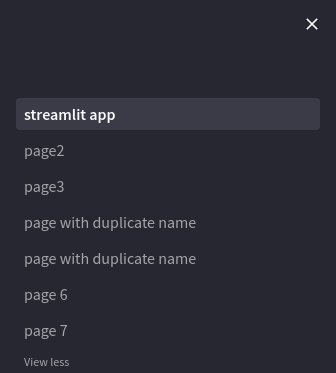 streamlit app
page2
page3
page with duplicate name
page with duplicate name
page 6
page 7
View less